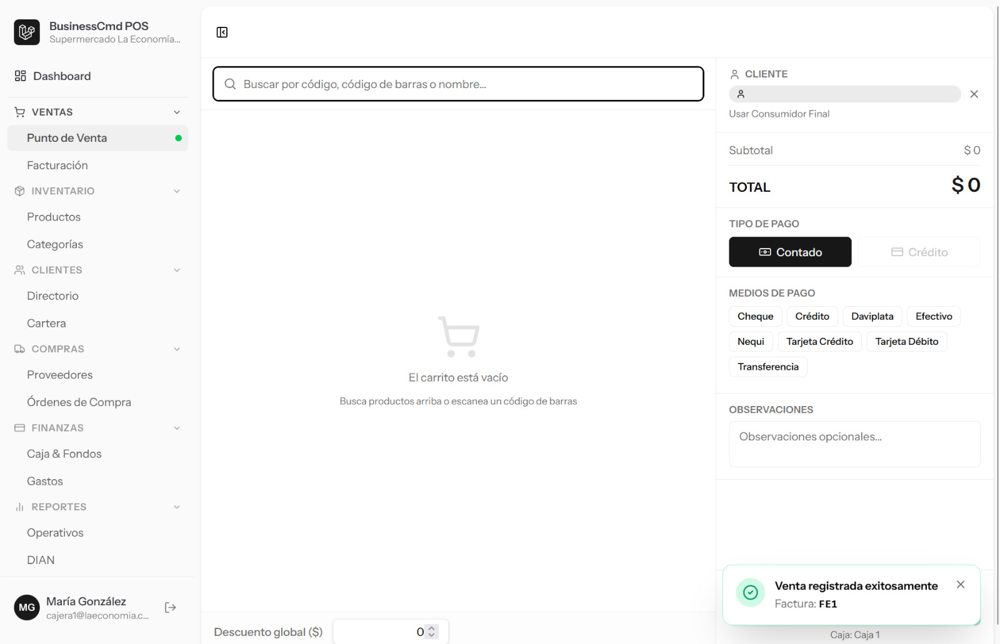 BusinessCmd POS
Supermercado La Economía...
Dashboard
VENTAS
Punto de Venta
Facturación
INVENTARIO
Productos
Categorías
CLIENTES
Directorio
Cartera
COMPRAS
Proveedores
Órdenes de Compra
FINANZAS
Caja & Fondos
Gastos
REPORTES
Operativos
DIAN
MG
María González
cajera1@laeconomia.c...
Buscar por código, código de barras o nombre...
El carrito está vacío
Busca productos arriba o escanea un código de barras
Descuento global ($)
0
CLIENTE
Usar Consumidor Final
Subtotal $ 0
TOTAL $ 0
TIPO DE PAGO
Contado Crédito
MEDIOS DE PAGO
Cheque Crédito Daviplata Efectivo
Nequi Tarjeta Crédito Tarjeta Débito
Transferencia
OBSERVACIONES
Observaciones opcionales...
Venta registrada exitosamente
Factura: FE1
Caja: Caja 1